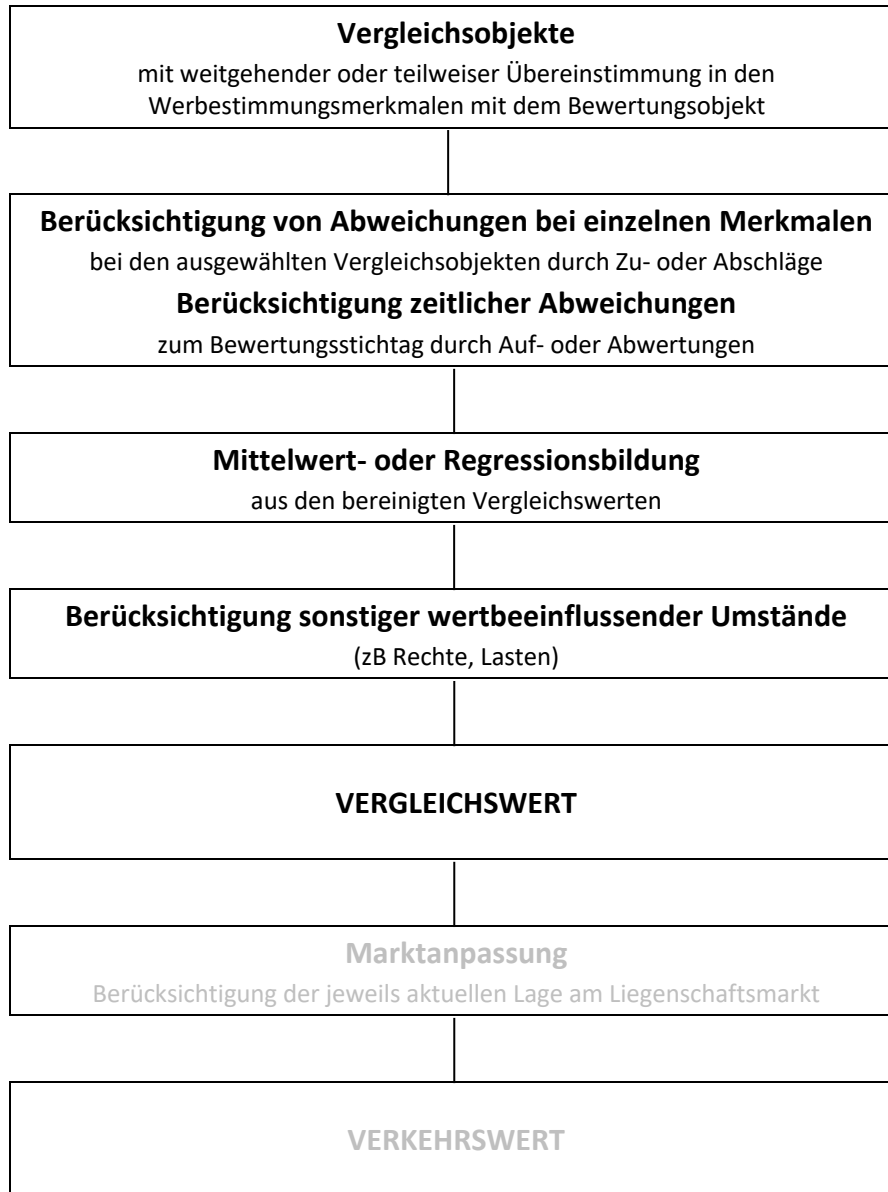 Vergleichsobjekte
mit weitgehender oder teilweiser Übereinstimmung in den
Werbestimmungsmerkmalen mit dem Bewertungsobjekt
Berücksichtigung von Abweichungen bei einzelnen Merkmalen
bei den ausgewählten Vergleichsobjekten durch Zu- oder Abschläge
Berücksichtigung zeitlicher Abweichungen
zum Bewertungsstichtag durch Auf- oder Abwertungen
Mittelwert- oder Regressionsbildung
aus den bereinigten Vergleichswerten
Berücksichtigung sonstiger wertbeeinflussender Umstände
(zB Rechte, Lasten)
VERGLEICHSWERT
Marktanpassung
Berücksichtigung der jeweils aktuellen Lage am Liegenschaftsmarkt
VERKEHRSWERT